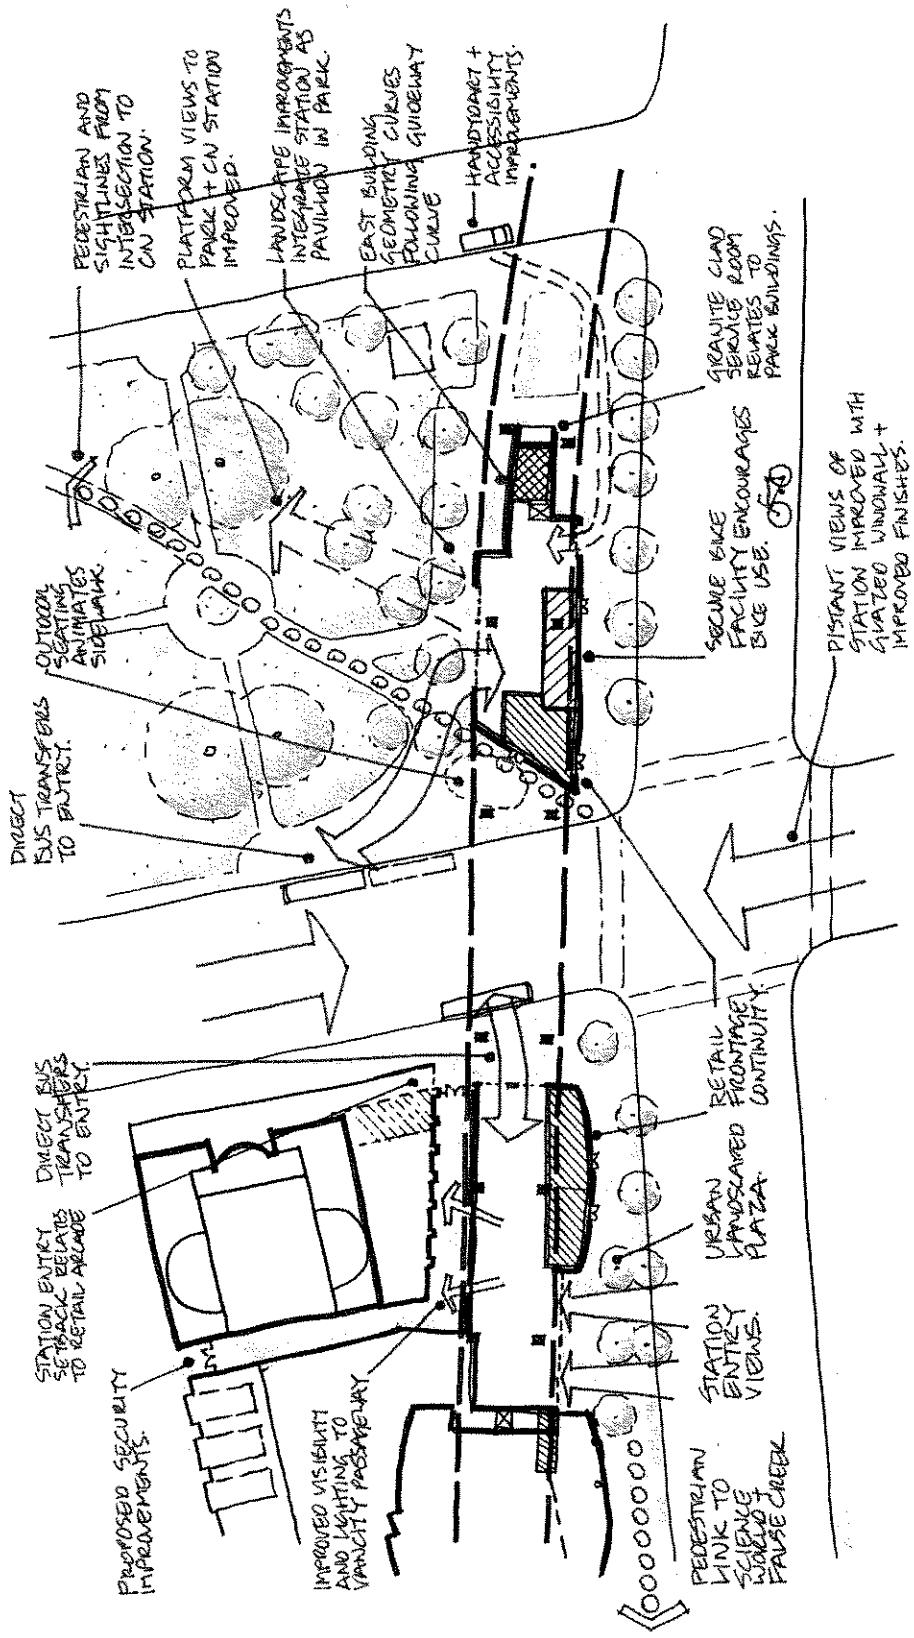 PROPOSED SECURITY
IMPROVEMENTS.
STATION ENTRY
SETBACK RELATES
TO RETAIL ARCADE
DIRECT BUS
TRANSFERS
TO ENTRY.
DIRECT
BUS TRANSFERS
TO ENTRY.
OUTDOOR
SEATING
ANIMATES
SIDEWALK.
PEDESTRIAN AND
SIGHTLINES FROM
INTERSECTION TO
CN STATION.
PLATFORM VIEWS TO
PARK + CN STATION
IMPROVED.
LANDSCAPE IMPROVEMENTS
INTEGRATE STATION AS
PAVILION IN PARK.
EAST BUILDING
GEOMETRY CURVES
FOLLOWING GUIDEWAY
CURVE
HANDYDART +
ACCESSIBILITY
IMPROVEMENTS.
IMPROVED VISIBILITY
AND LIGHTING TO
VANCITY PASSAGEWAY
PEDESTRIAN
LINK TO
SCIENCE
WORLD +
FALSE CREEK
STATION
ENTRY
VIEWS.
URBAN
LANDSCAPED
PLAZA.
RETAIL
FRONTAGE
CONTINUITY.
SECURE BIKE
FACILITY ENCOURAGES
BIKE USE.
GRANITE CLAD
SERVICE ROOM
RELATES TO
PARK BUILDINGS.
DISTANT VIEWS OF
STATION IMPROVED WITH
GLAZED WINDWALL +
IMPROVED FINISHES.